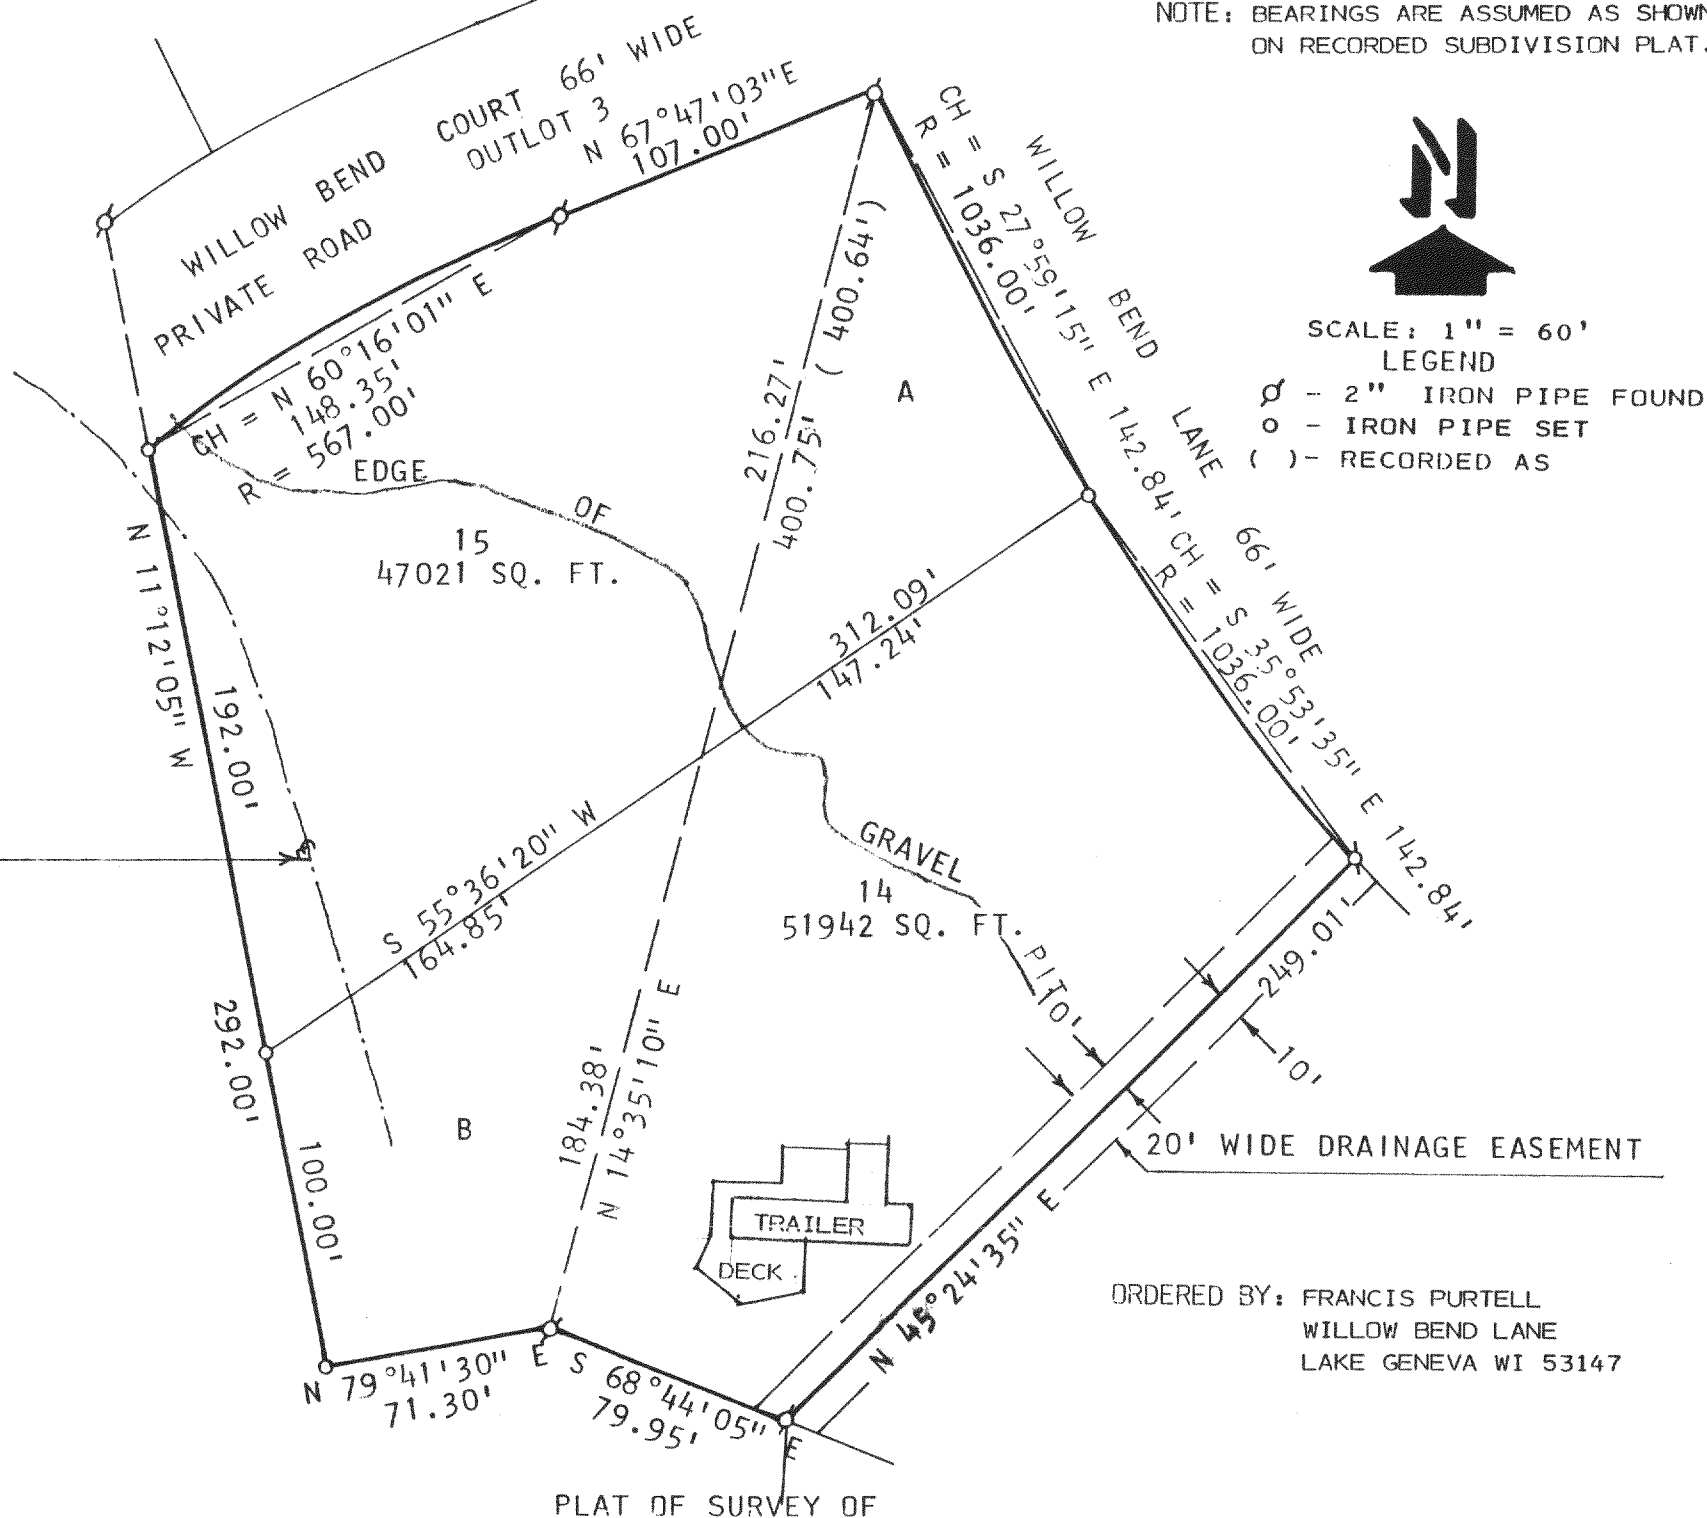 NOTE: BEARINGS ARE ASSUMED AS SHOWN
ON RECORDED SUBDIVISION PLAT.
WILLOW BEND COURT 66' WIDE
OUTLOT 3
PRIVATE ROAD
N 67°47'03"E
107.00'
CH = N 60°16'01" E
148.35'
R = 567.00'
CH = S 27°59'15" E 142.84'
R = 1036.00'
WILLOW BEND LANE 66' WIDE
CH = S 35°53'35" E 142.84'
R = 1036.00'
N
SCALE: 1" = 60'
LEGEND
- 2" IRON PIPE FOUND
- IRON PIPE SET
( )- RECORDED AS
216.27'
( 400.64')
400.75'
A
EDGE OF GRAVEL PIT
15
47021 SQ. FT.
N 11°12'05" W
192.00'
292.00'
100.00'
312.09'
147.24'
S 55°36'20" W
164.85'
14
51942 SQ. FT.
B
184.38'
N 14°35'10" E
249.01'
10'
10'
20' WIDE DRAINAGE EASEMENT
N 45°24'35" E
TRAILER
DECK
N 79°41'30" E
71.30'
S 68°44'05" E
79.95'
ORDERED BY: FRANCIS PURTELL
WILLOW BEND LANE
LAKE GENEVA WI 53147
PLAT OF SURVEY OF